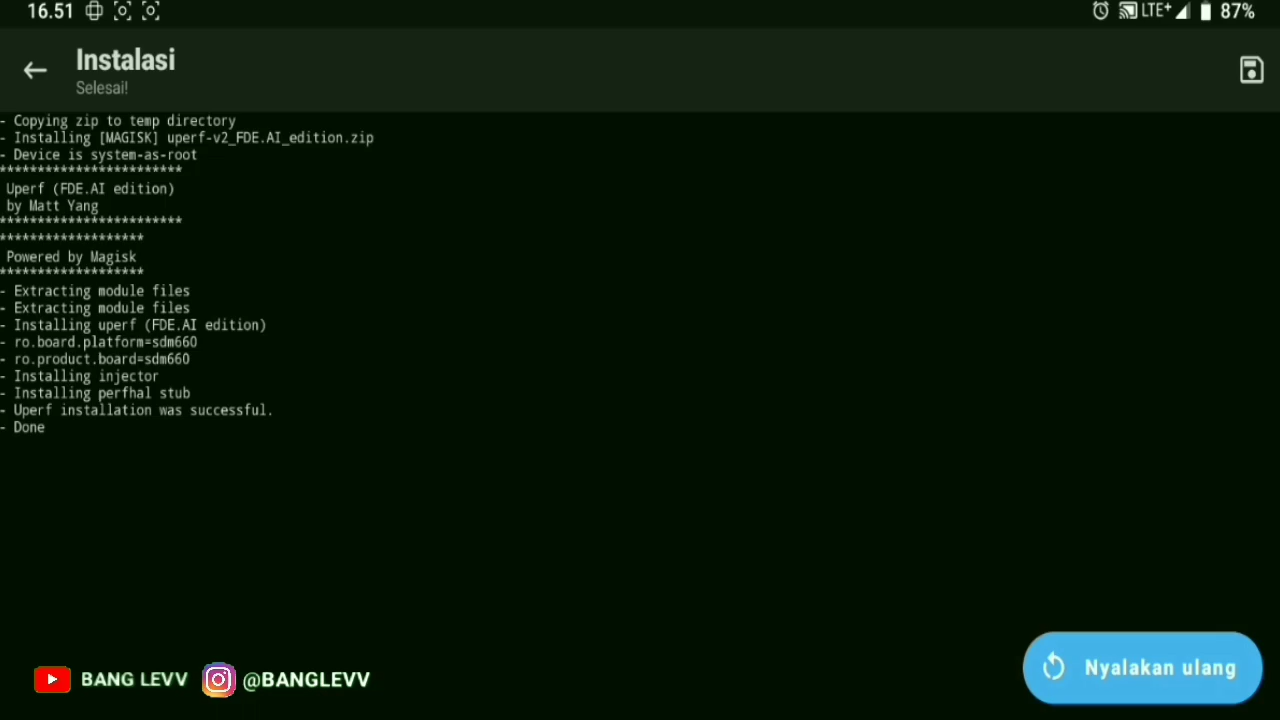 16.51 LTE+ 87%
Instalasi
Selesai!
- Copying zip to temp directory
- Installing [MAGISK] uperf-v2_FDE.AI_edition.zip
- Device is system-as-root
************************
Uperf (FDE.AI edition)
by Matt Yang
************************
*******************
Powered by Magisk
*******************
- Extracting module files
- Extracting module files
- Installing uperf (FDE.AI edition)
- ro.board.platform=sdm660
- ro.product.board=sdm660
- Installing injector
- Installing perfhal stub
- Uperf installation was successful.
- Done
Nyalakan ulang
BANG LEVV @BANGLEVV